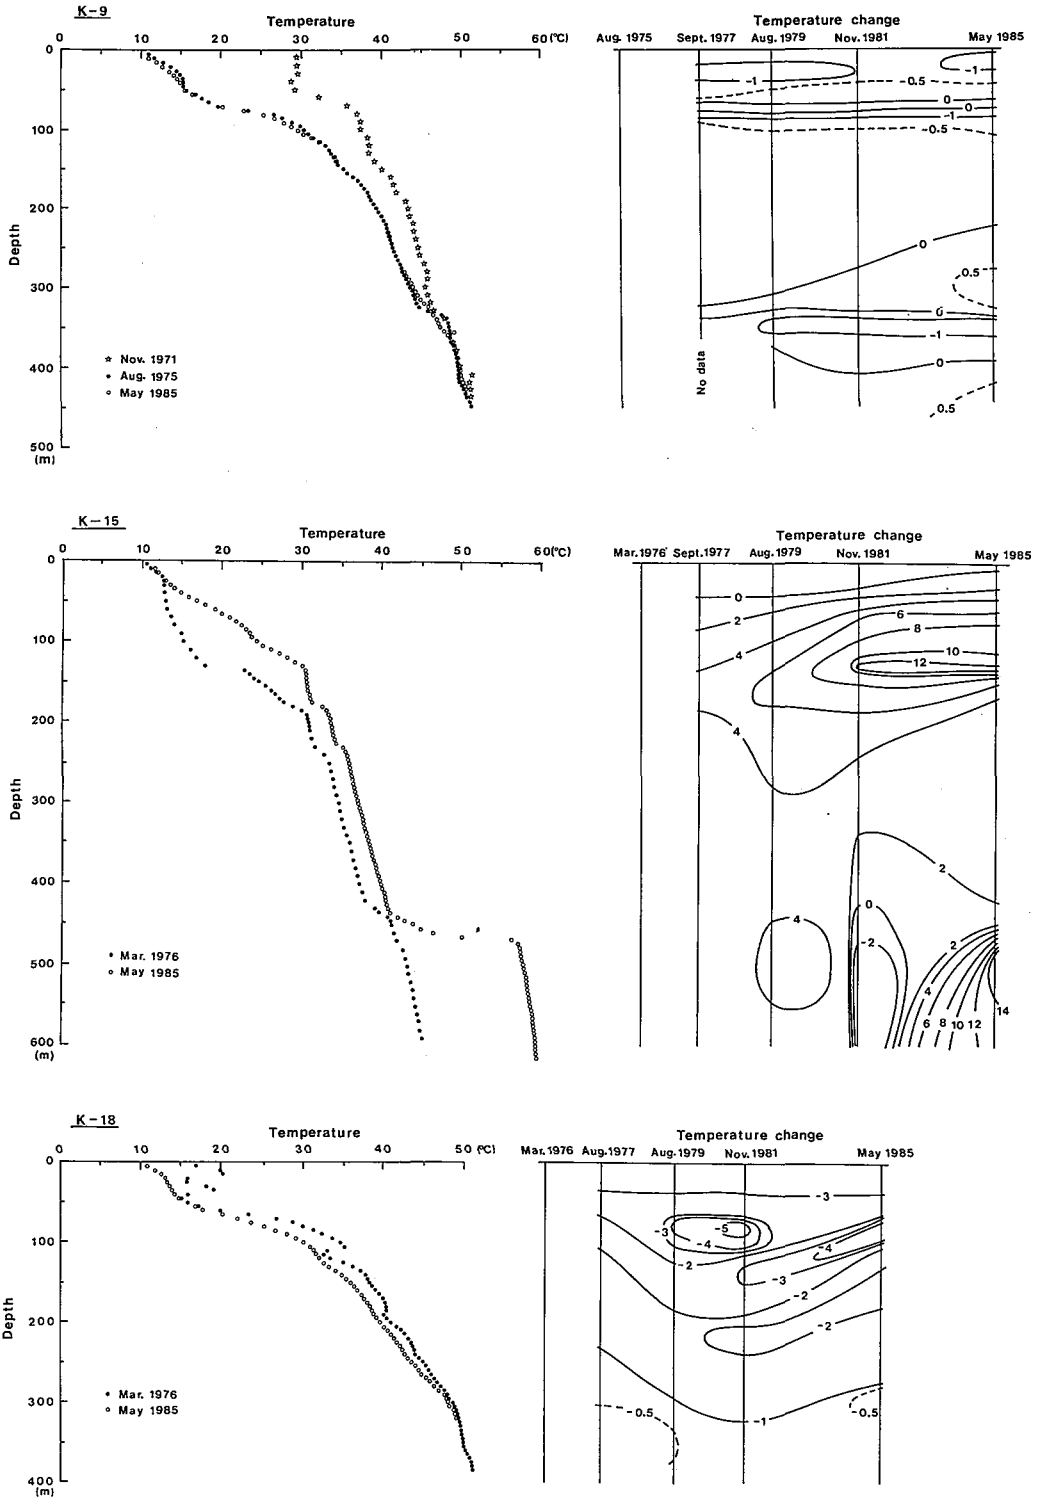 K-9
Temperature
0 10 20 30 40 50 60 (°C)
0
100
200
300
400
500
(m)
Depth
☆ Nov. 1971
• Aug. 1975
○ May 1985
Temperature change
Aug. 1975 Sept. 1977 Aug. 1979 Nov. 1981 May 1985
-1
-1
-0.5
0
0
-1
-0.5
0
0.5
0
-1
0
0.5
No data
K-15
Temperature
0 10 20 30 40 50 60 (°C)
0
100
200
300
400
500
600
(m)
Depth
• Mar. 1976
○ May 1985
Temperature change
Mar. 1976 Sept. 1977 Aug. 1979 Nov. 1981 May 1985
0
2
6
8
4
10
12
4
2
0
4
-2
2
4
14
6 8 10 12
K-18
Temperature
0 10 20 30 40 50 (°C)
0
100
200
300
400
(m)
Depth
• Mar. 1976
○ May 1985
Temperature change
Mar. 1976 Aug. 1977 Aug. 1979 Nov. 1981 May 1985
-3
-3
-5
-4
-4
-2
-3
-2
-2
-0.5
-1
-0.5